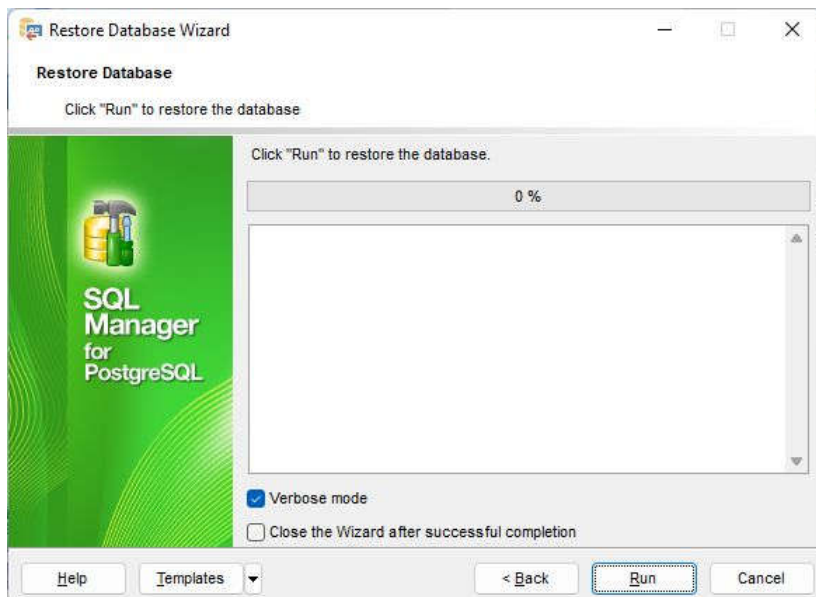 Restore Database Wizard
Restore Database
Click "Run" to restore the database
Click "Run" to restore the database.
0 %
SQL
Manager
for
PostgreSQL
Verbose mode
Close the Wizard after successful completion
Help Templates < Back Run Cancel